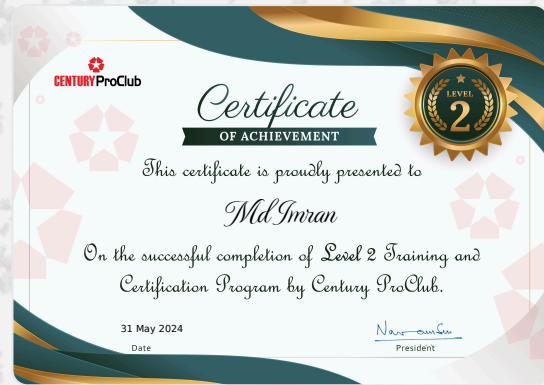 CENTURY ProClub
LEVEL
2
Certificate
OF ACHIEVEMENT
This certificate is proudly presented to
Md Imran
On the successful completion of Level 2 Training and
Certification Program by Century ProClub.
31 May 2024
Date
President